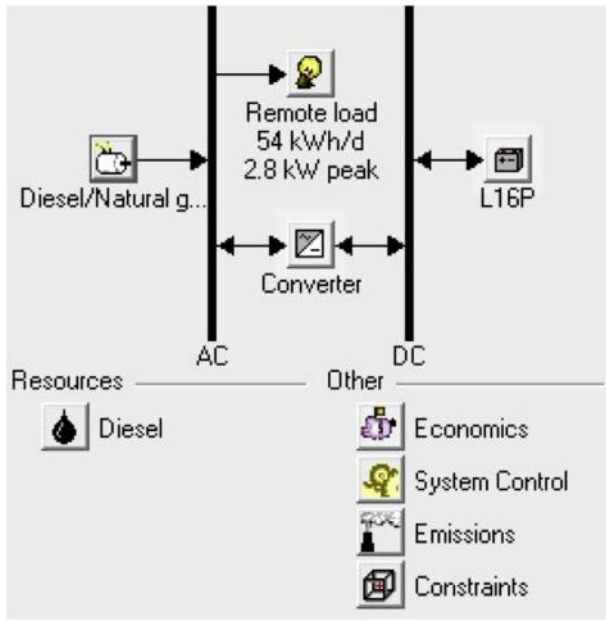 Remote load
54 kWh/d
2.8 kW peak
Diesel/Natural g...
L16P
Converter
AC
DC
Resources
Other
Diesel
Economics
System Control
Emissions
Constraints